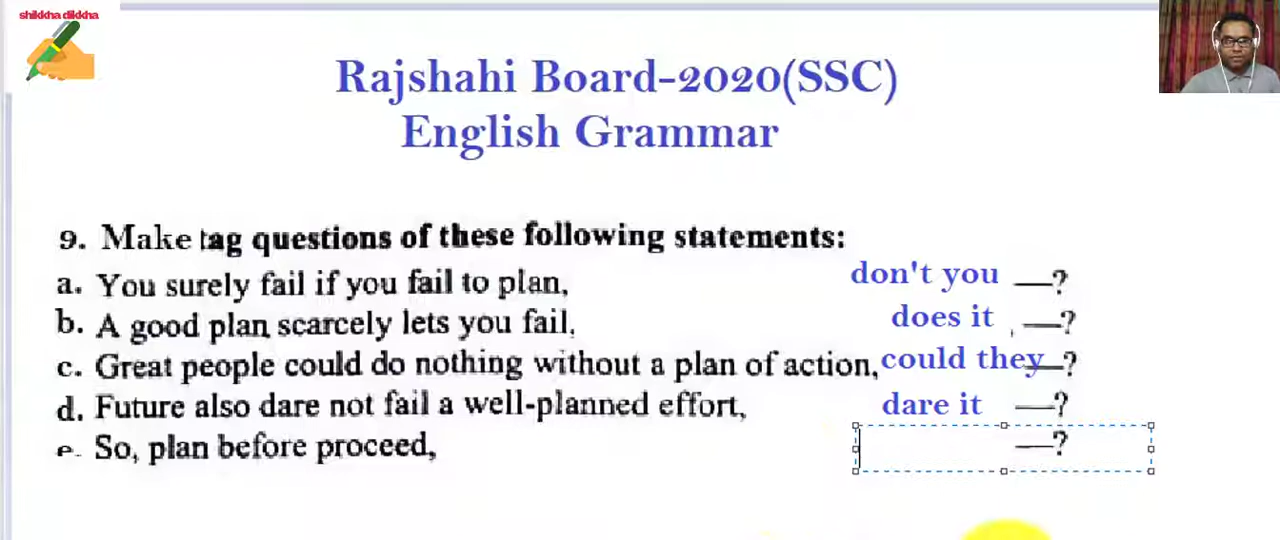 shikkha dikkha
Rajshahi Board-2020(SSC)
English Grammar
9. Make tag questions of these following statements:
a. You surely fail if you fail to plan, don't you —?
b. A good plan scarcely lets you fail, does it —?
c. Great people could do nothing without a plan of action, could they —?
d. Future also dare not fail a well-planned effort, dare it —?
e. So, plan before proceed, —?